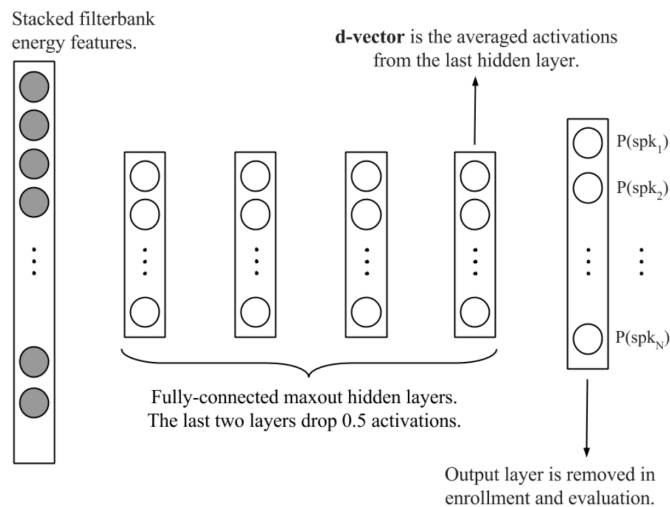 Stacked filterbank
energy features.
d-vector is the averaged activations
from the last hidden layer.
P(spk₁)
P(spk₂)
P(spk_N)
Fully-connected maxout hidden layers.
The last two layers drop 0.5 activations.
Output layer is removed in
enrollment and evaluation.